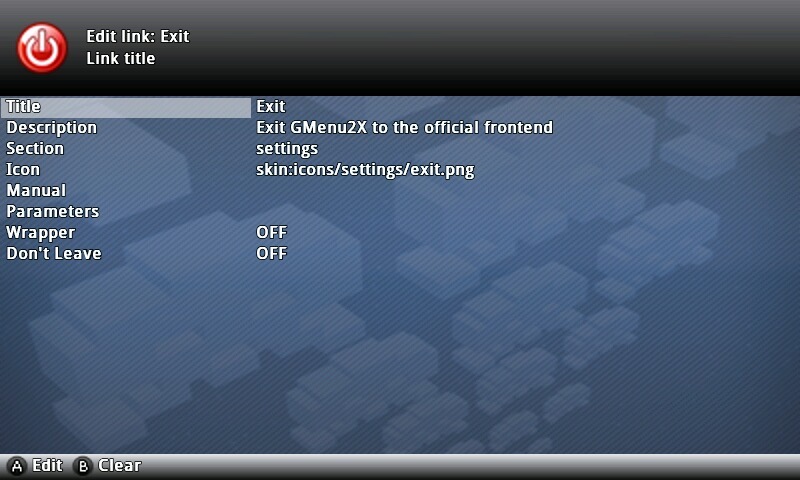 Edit link: Exit
Link title
Title Exit
Description Exit GMenu2X to the official frontend
Section settings
Icon skin:icons/settings/exit.png
Manual
Parameters
Wrapper OFF
Don't Leave OFF
A Edit B Clear